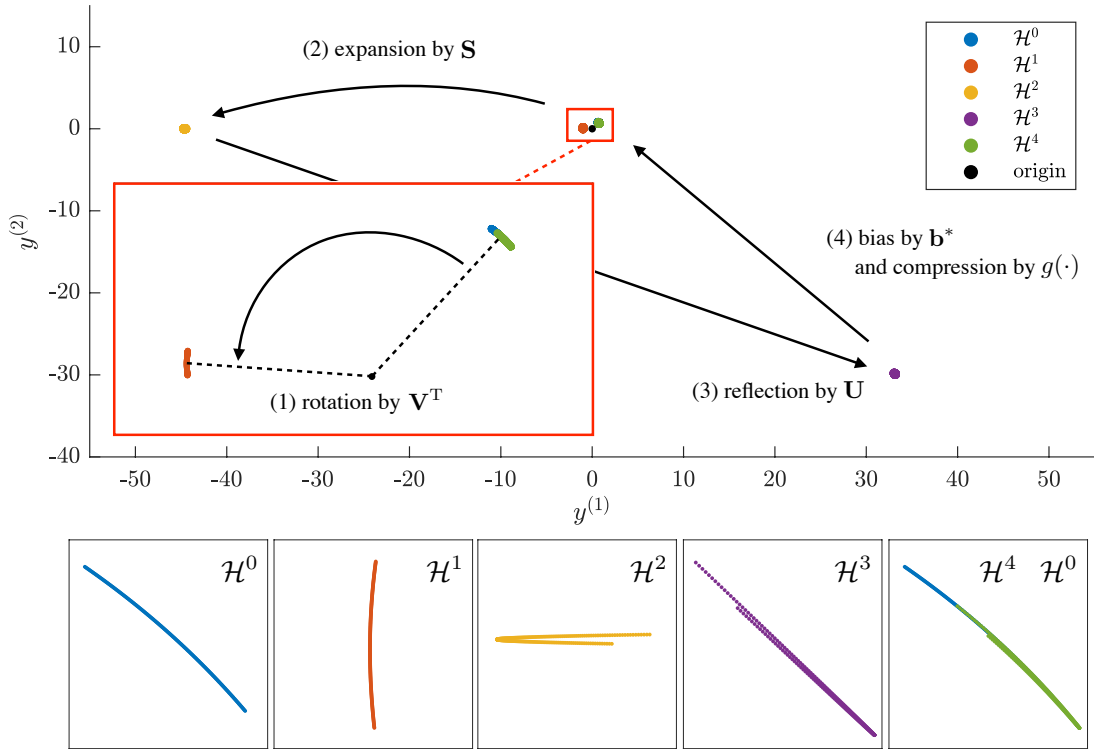 10
0
-10
-20
-30
-40
y^(2)
(2) expansion by S
ℋ^0
ℋ^1
ℋ^2
ℋ^3
ℋ^4
origin
(4) bias by b*
and compression by g(·)
(1) rotation by V^T
(3) reflection by U
-50 -40 -30 -20 -10 0 10 20 30 40 50
y^(1)
ℋ^0 ℋ^1 ℋ^2 ℋ^3 ℋ^4 ℋ^0